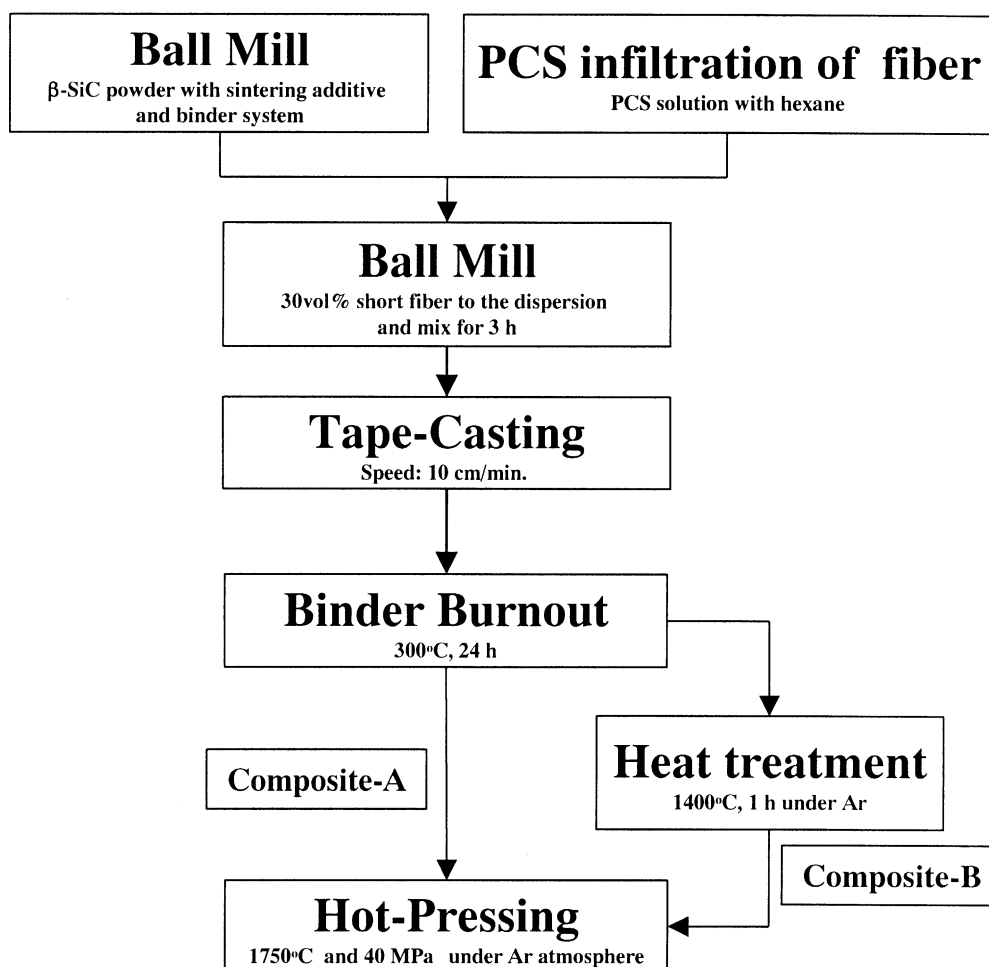 Ball Mill
β-SiC powder with sintering additive
and binder system
PCS infiltration of fiber
PCS solution with hexane
Ball Mill
30vol% short fiber to the dispersion
and mix for 3 h
Tape-Casting
Speed: 10 cm/min.
Binder Burnout
300°C, 24 h
Heat treatment
1400°C, 1 h under Ar
Composite-A
Composite-B
Hot-Pressing
1750°C and 40 MPa under Ar atmosphere